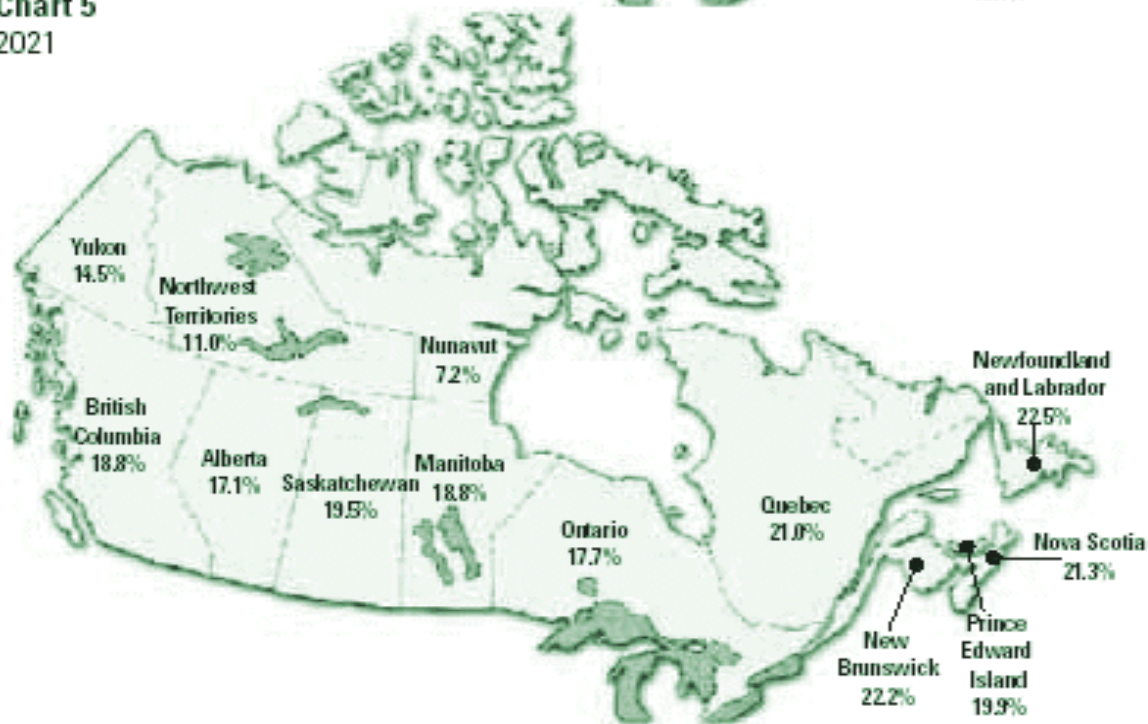 Chart 5
2021
Yukon
14.5%
Northwest
Territories
11.0%
Nunavut
7.2%
British
Columbia
18.8%
Alberta
17.1%
Saskatchewan
19.5%
Manitoba
18.8%
Ontario
17.7%
Quebec
21.0%
Newfoundland
and Labrador
22.5%
Nova Scotia
21.3%
Prince
Edward
Island
19.9%
New
Brunswick
22.2%